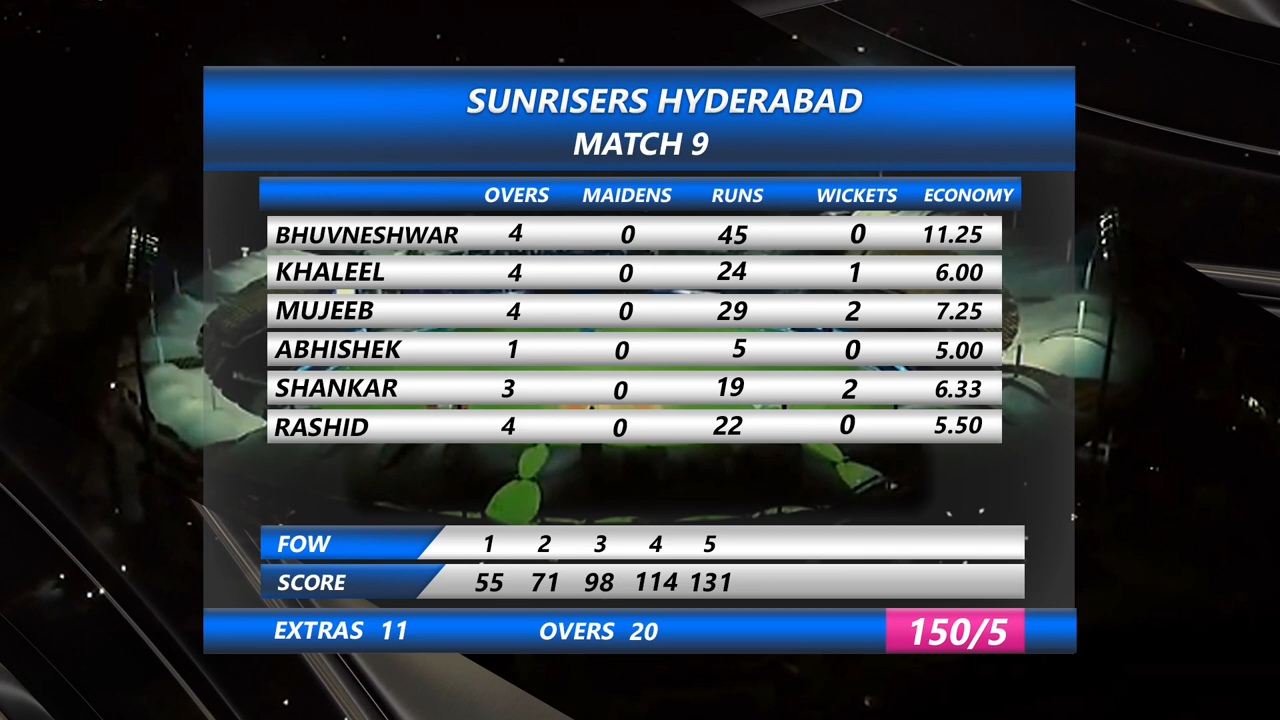 SUNRISERS HYDERABAD
MATCH 9
OVERS MAIDENS RUNS WICKETS ECONOMY
BHUVNESHWAR 4 0 45 0 11.25
KHALEEL 4 0 24 1 6.00
MUJEEB 4 0 29 2 7.25
ABHISHEK 1 0 5 0 5.00
SHANKAR 3 0 19 2 6.33
RASHID 4 0 22 0 5.50
FOW 1 2 3 4 5
SCORE 55 71 98 114 131
EXTRAS 11 OVERS 20 150/5